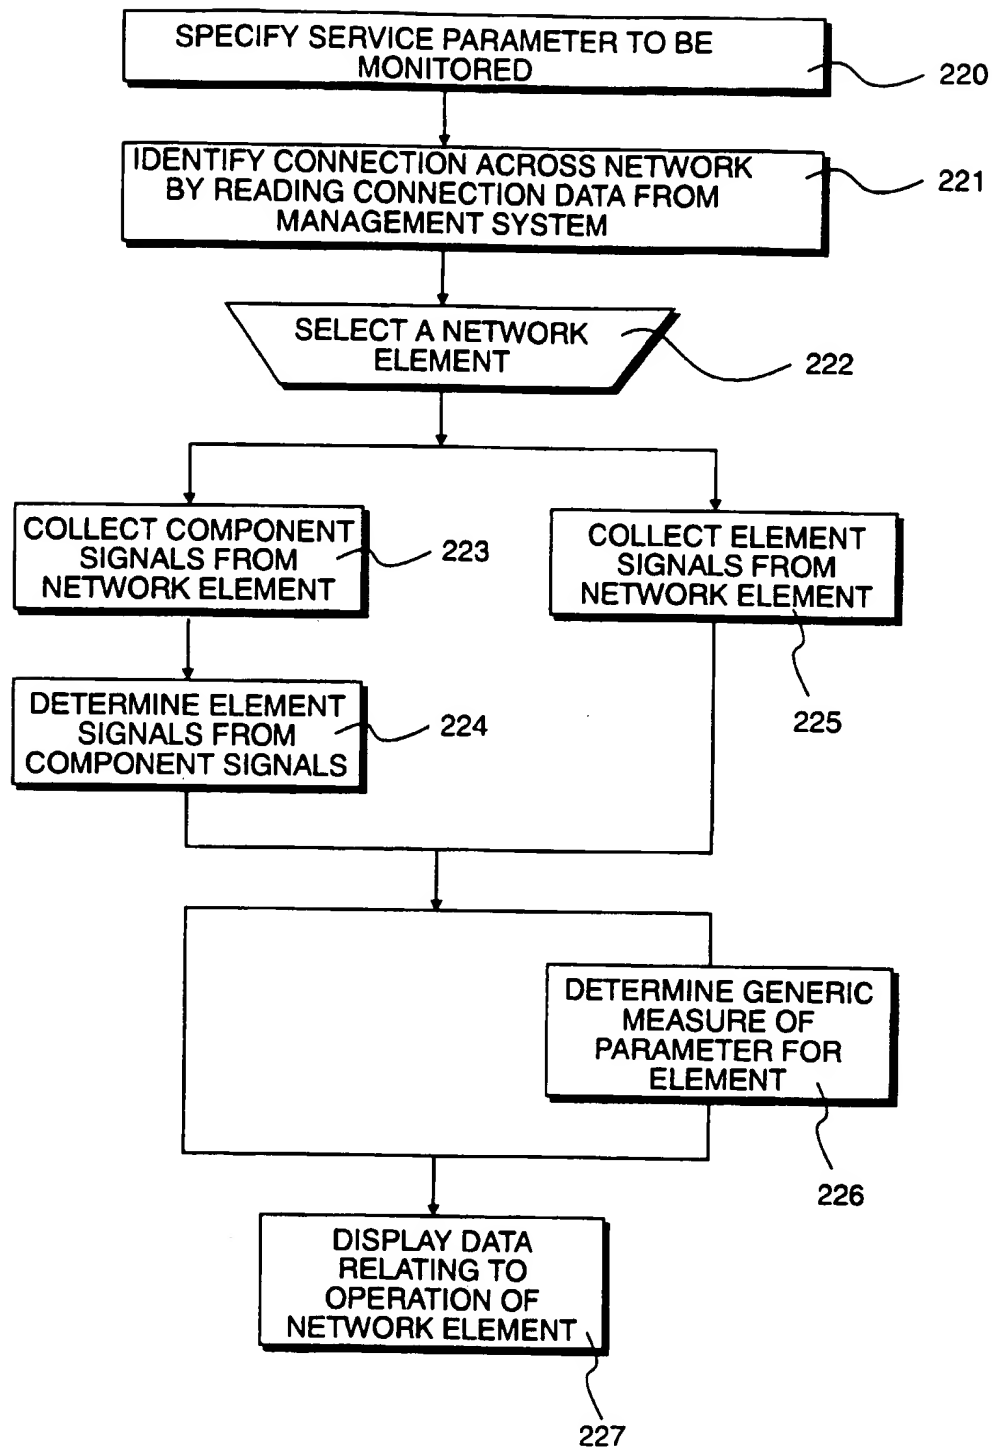 SPECIFY SERVICE PARAMETER TO BE
MONITORED
220
IDENTIFY CONNECTION ACROSS NETWORK
BY READING CONNECTION DATA FROM
MANAGEMENT SYSTEM
221
SELECT A NETWORK
ELEMENT
222
COLLECT COMPONENT
SIGNALS FROM
NETWORK ELEMENT
223
COLLECT ELEMENT
SIGNALS FROM
NETWORK ELEMENT
225
DETERMINE ELEMENT
SIGNALS FROM
COMPONENT SIGNALS
224
DETERMINE GENERIC
MEASURE OF
PARAMETER FOR
ELEMENT
226
DISPLAY DATA
RELATING TO
OPERATION OF
NETWORK ELEMENT
227